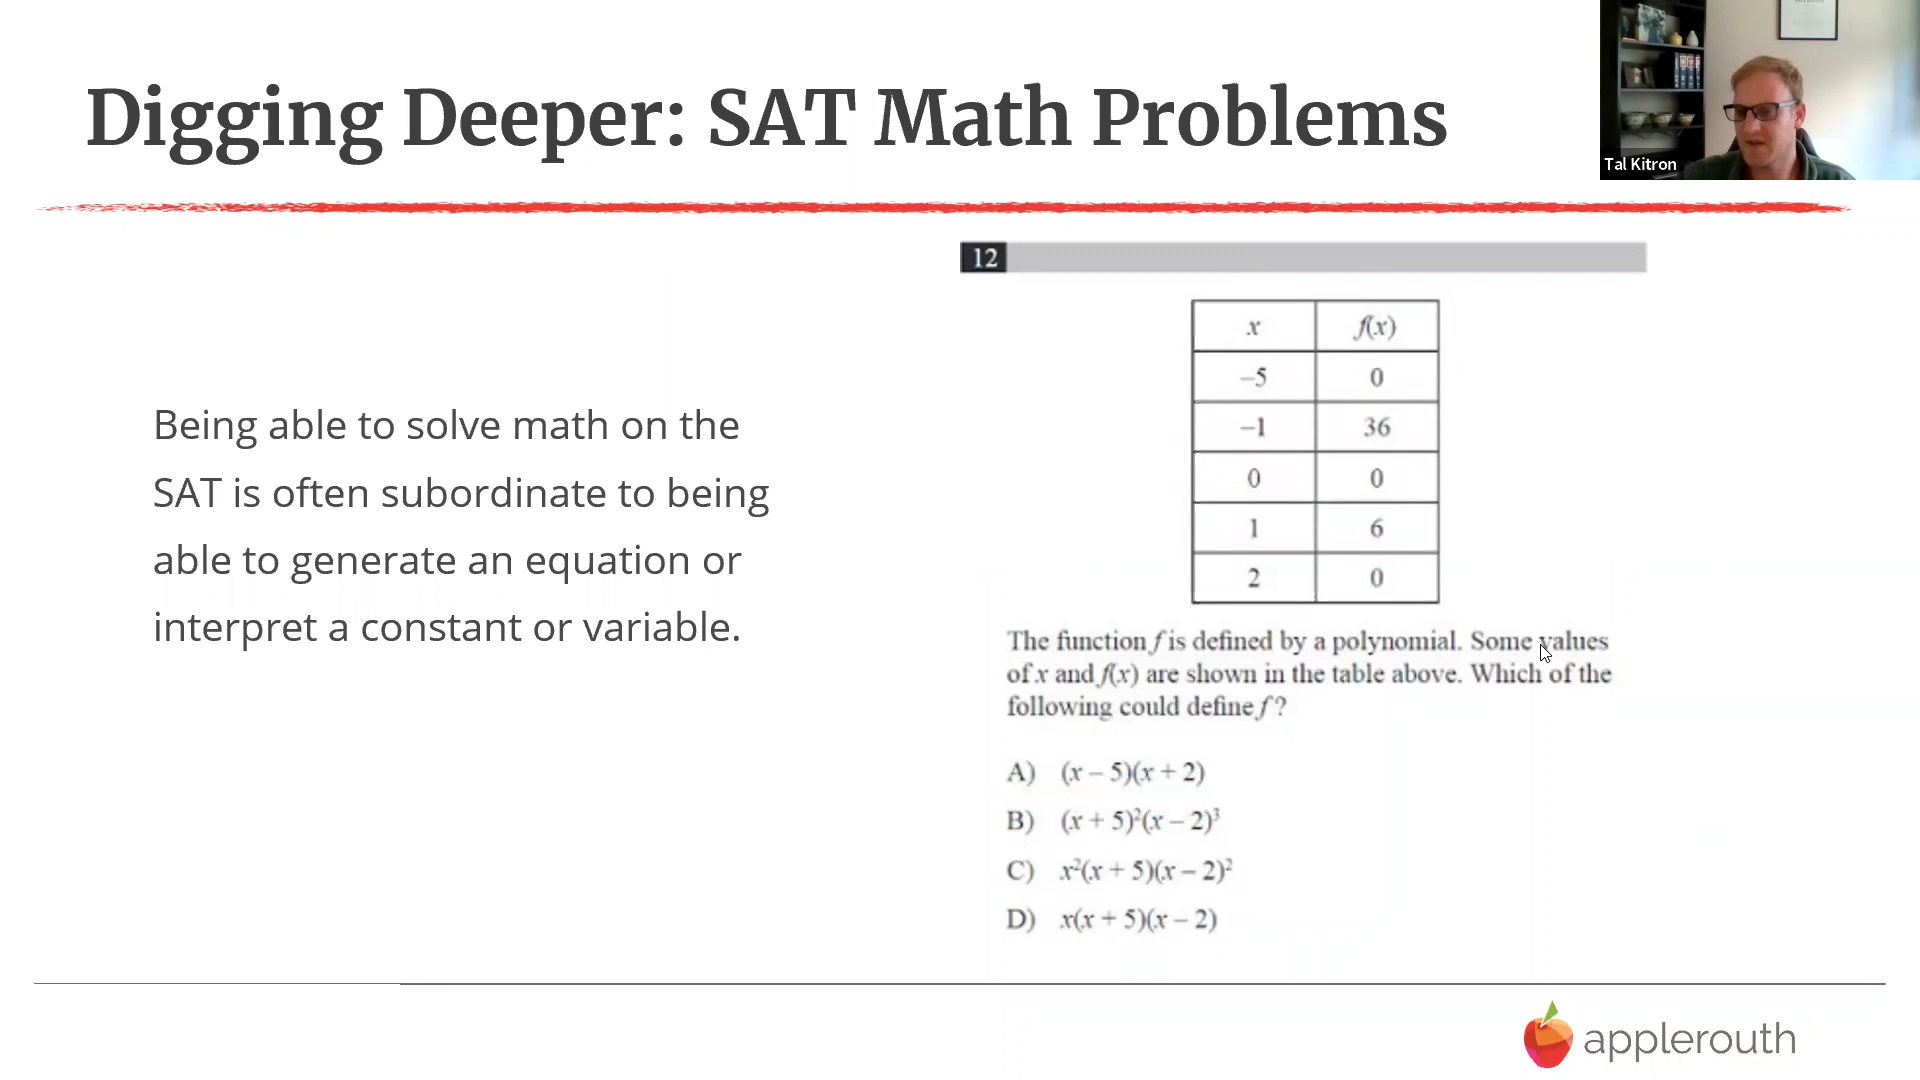 Digging Deeper: SAT Math Problems
Tal Kitron
Being able to solve math on the
SAT is often subordinate to being
able to generate an equation or
interpret a constant or variable.
12
x f(x)
–5 0
–1 36
0 0
1 6
2 0
The function f is defined by a polynomial. Some values
of x and f(x) are shown in the table above. Which of the
following could define f ?
A) (x – 5)(x + 2)
B) (x + 5)²(x – 2)³
C) x²(x + 5)(x – 2)²
D) x(x + 5)(x – 2)
applerouth